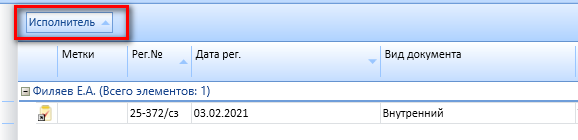 Исполнитель
Метки Рег.№ Дата рег. Вид документа
Филяев Е.А. (Всего элементов: 1)
25-372/сз 03.02.2021 Внутренний